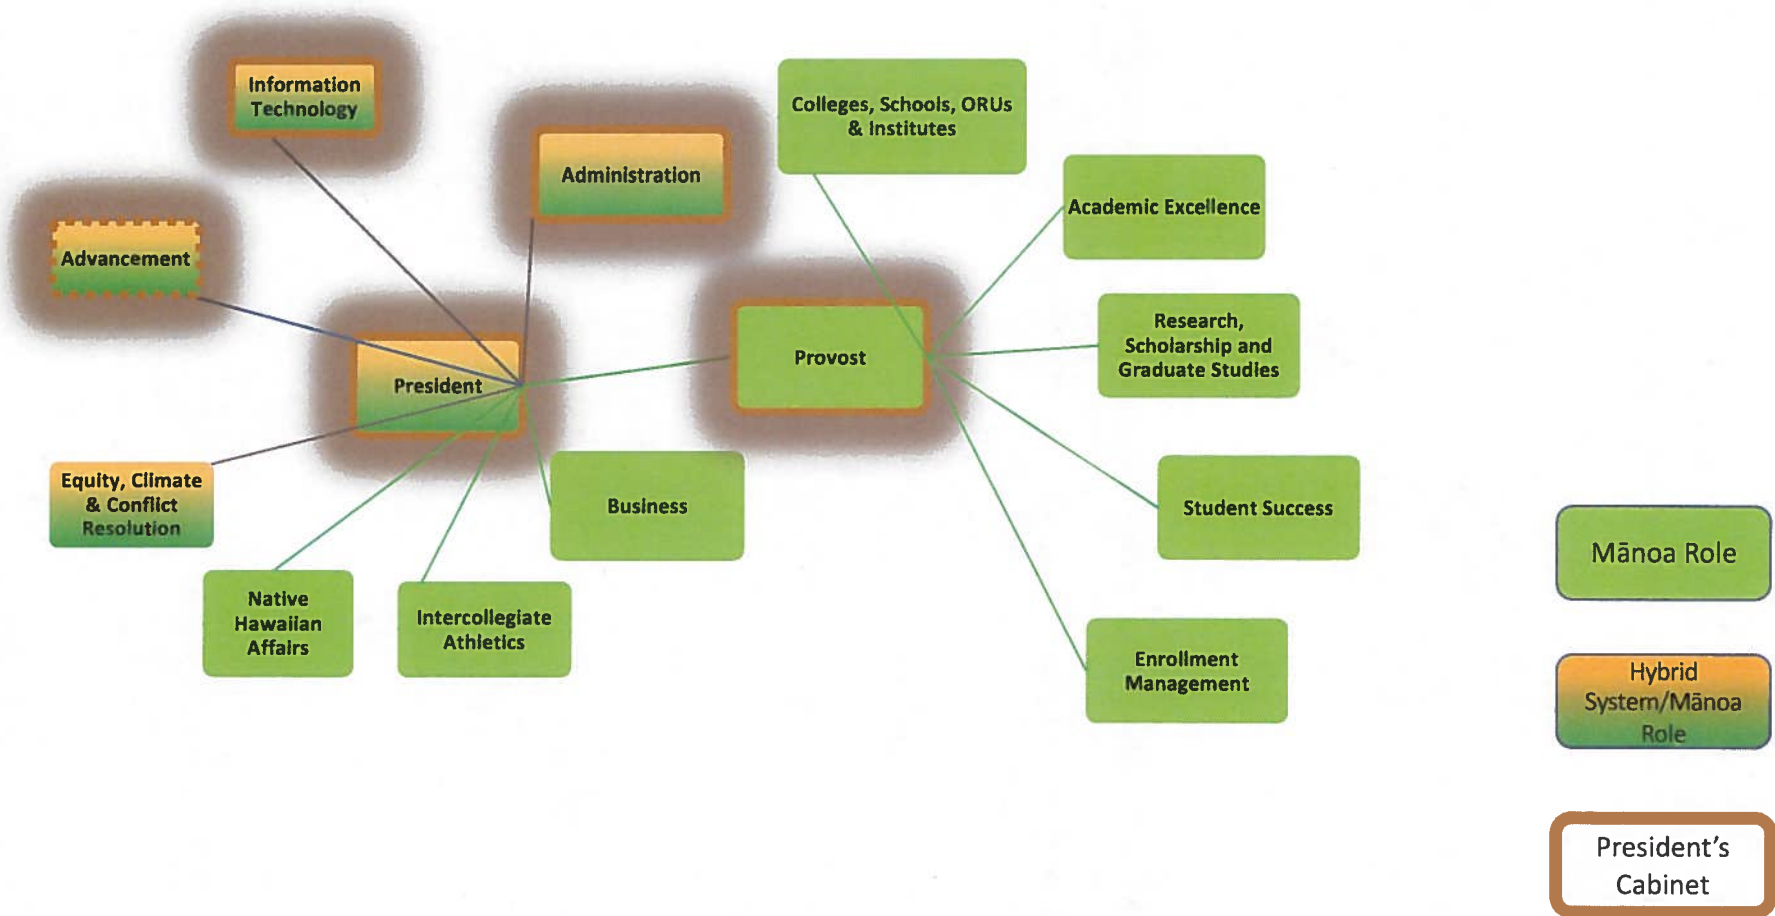 Information
Technology
Administration
Colleges, Schools, ORUs
& Institutes
Academic Excellence
Advancement
President
Provost
Research,
Scholarship and
Graduate Studies
Equity, Climate
& Conflict
Resolution
Business
Student Success
Native
Hawaiian
Affairs
Intercollegiate
Athletics
Enrollment
Management
Mānoa Role
Hybrid
System/Mānoa
Role
President's
Cabinet